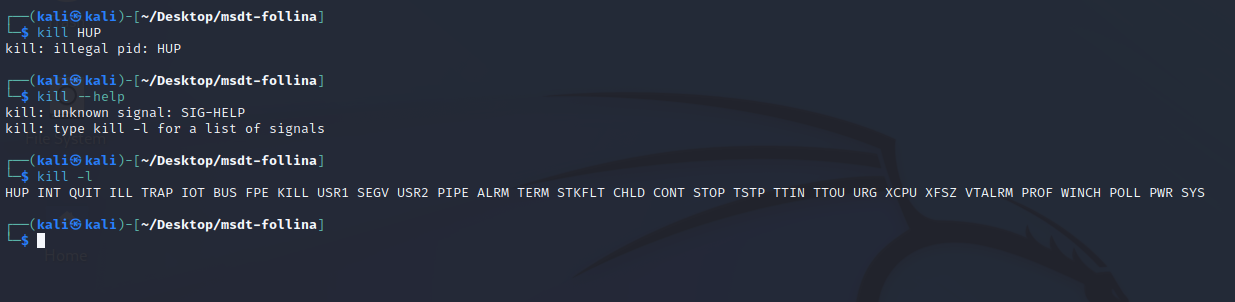 ┌──(kali㉿kali)-[~/Desktop/msdt-follina]
└─$ kill HUP
kill: illegal pid: HUP
┌──(kali㉿kali)-[~/Desktop/msdt-follina]
└─$ kill --help
kill: unknown signal: SIG-HELP
kill: type kill -l for a list of signals
File System
┌──(kali㉿kali)-[~/Desktop/msdt-follina]
└─$ kill -l
HUP INT QUIT ILL TRAP IOT BUS FPE KILL USR1 SEGV USR2 PIPE ALRM TERM STKFLT CHLD CONT STOP TSTP TTIN TTOU URG XCPU XFSZ VTALRM PROF WINCH POLL PWR SYS
┌──(kali㉿kali)-[~/Desktop/msdt-follina]
└─$
Home